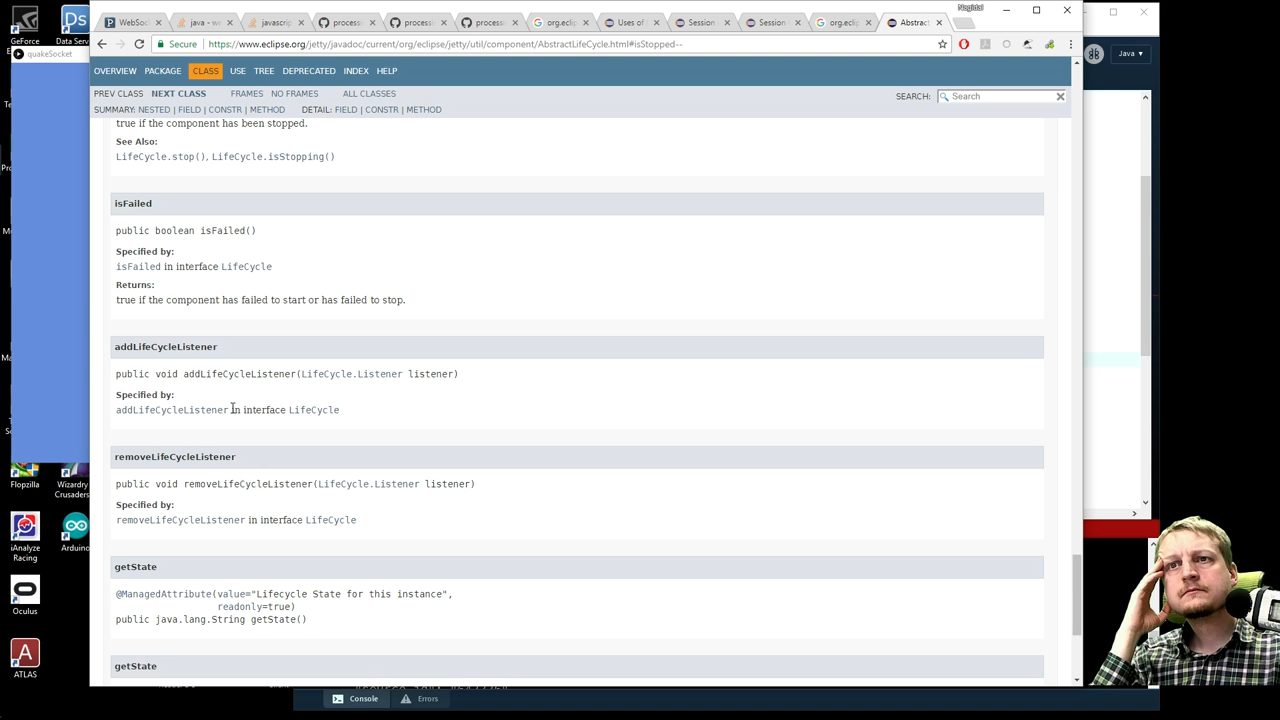 Nagidal
WebSock
java - w
java
process
process
process
org.ecli
Uses of
Session
Sessio
org.ecl
Abstract
Secure https://www.eclipse.org/jetty/javadoc/current/org/eclipse/jetty/util/component/AbstractLifeCycle.html#isStopped--
OVERVIEW PACKAGE CLASS USE TREE DEPRECATED INDEX HELP
PREV CLASS NEXT CLASS FRAMES NO FRAMES ALL CLASSES
SEARCH: Search
SUMMARY: NESTED | FIELD | CONSTR | METHOD DETAIL: FIELD | CONSTR | METHOD
true if the component has been stopped.
See Also:
LifeCycle.stop(), LifeCycle.isStopping()
isFailed
public boolean isFailed()
Specified by:
isFailed in interface LifeCycle
Returns:
true if the component has failed to start or has failed to stop.
addLifeCycleListener
public void addLifeCycleListener(LifeCycle.Listener listener)
Specified by:
addLifeCycleListener in interface LifeCycle
removeLifeCycleListener
public void removeLifeCycleListener(LifeCycle.Listener listener)
Specified by:
removeLifeCycleListener in interface LifeCycle
getState
@ManagedAttribute(value="Lifecycle State for this instance",
readonly=true)
public java.lang.String getState()
getState
GeForce
Data Serv
quakeSocket
Flopzilla
Wizardry
Crusaders
iAnalyze
Racing
Arduino
Oculus
ATLAS
Java
Console
Errors